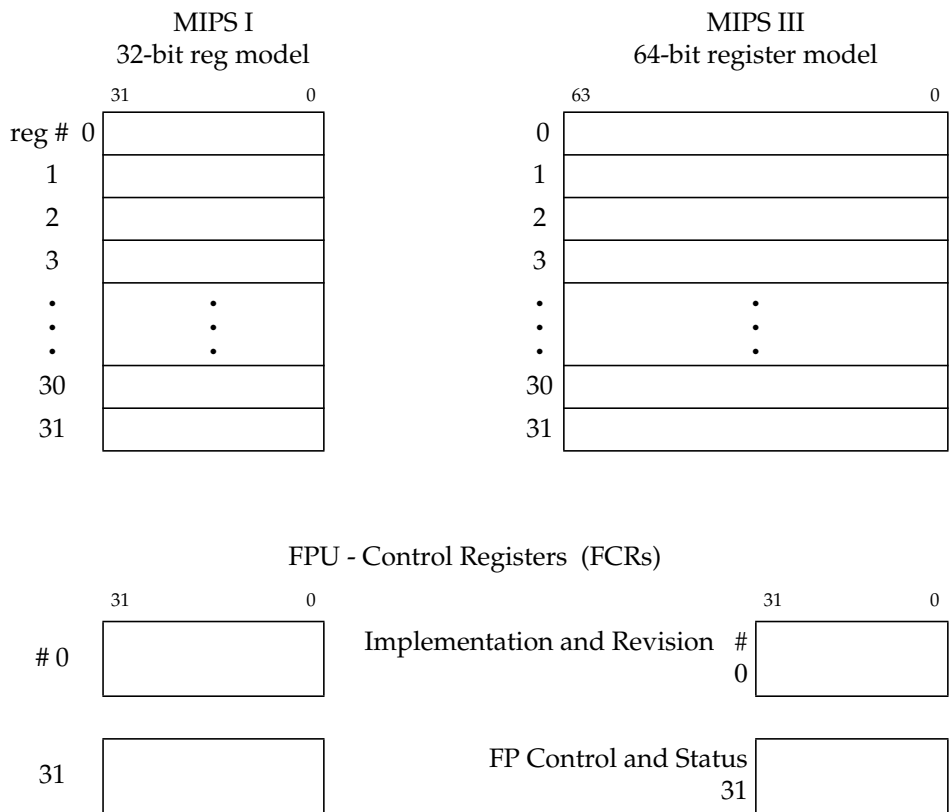 MIPS I
32-bit reg model
MIPS III
64-bit register model
31 0
63 0
reg # 0
1
2
3
30
31
0
1
2
3
30
31
FPU - Control Registers (FCRs)
31 0
31 0
# 0
Implementation and Revision #
0
31
FP Control and Status
31